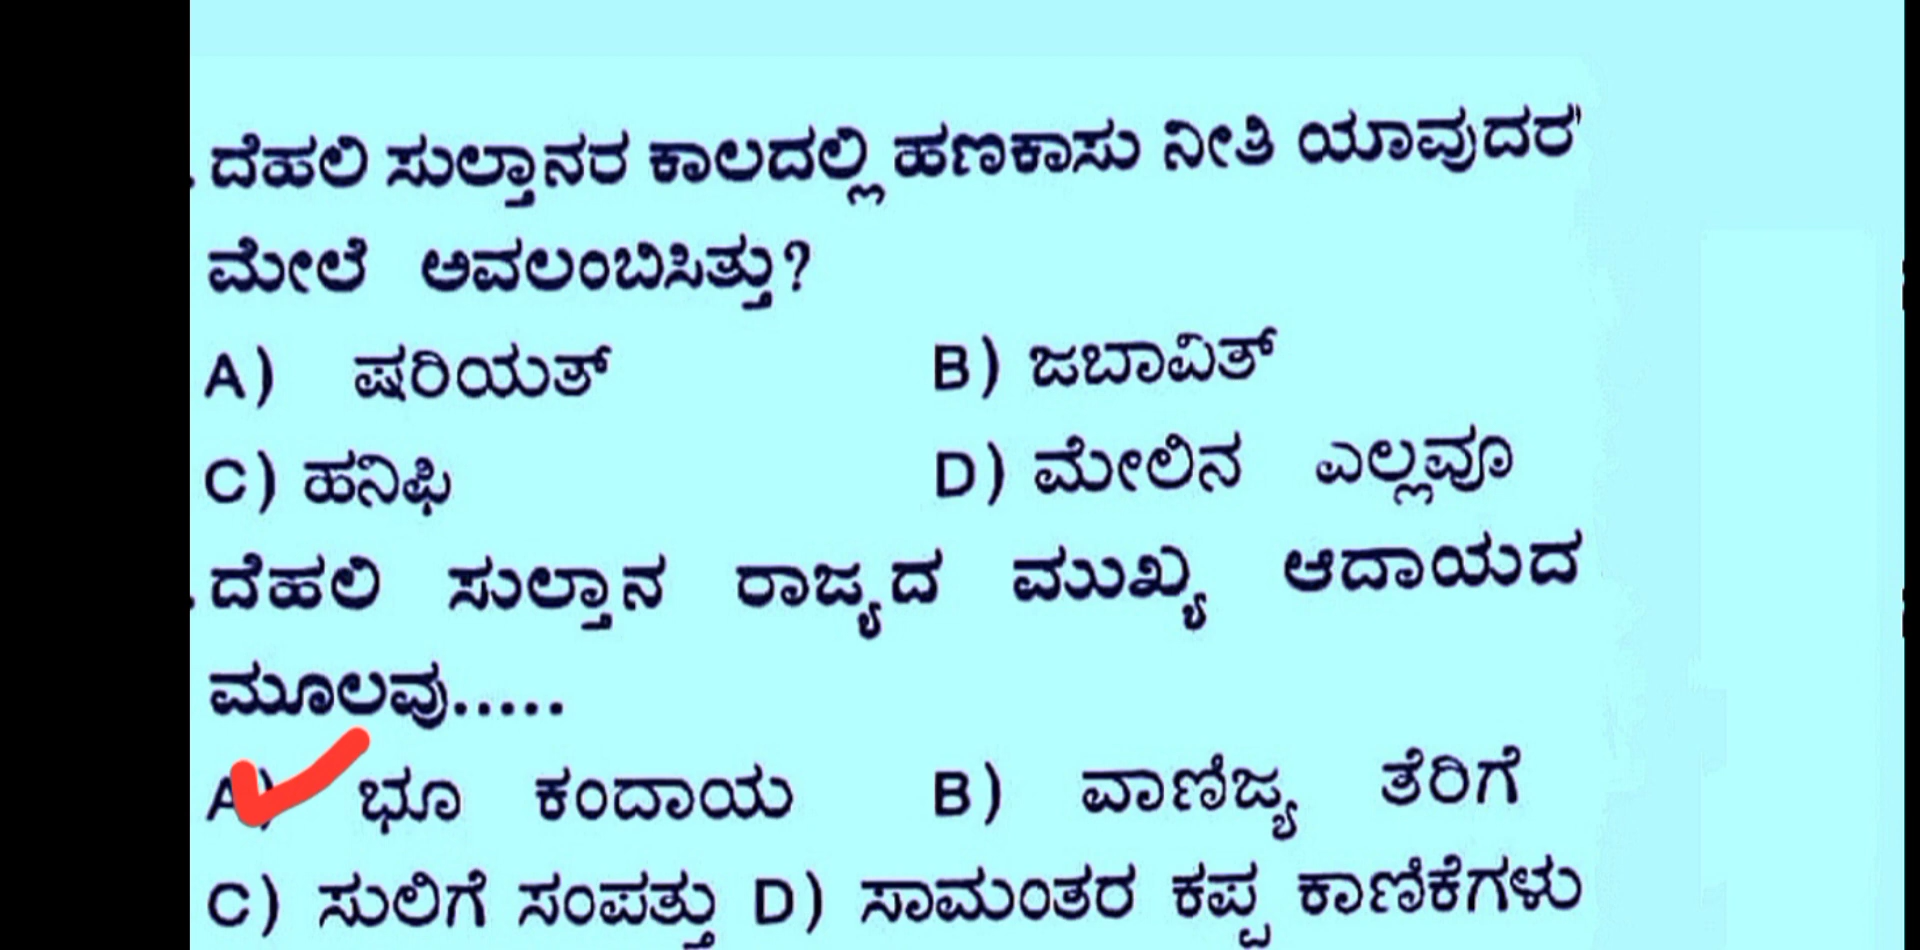 .ದೆಹಲಿ ಸುಲ್ತಾನರ ಕಾಲದಲ್ಲಿ ಹಣಕಾಸು ನೀತಿ ಯಾವುದರ'
ಮೇಲೆ ಅವಲಂಬಿಸಿತ್ತು?
A) ಷರಿಯತ್ B) ಜಬಾವಿತ್
C) ಹನಿಫಿ D) ಮೇಲಿನ ಎಲ್ಲವೂ
.ದೆಹಲಿ ಸುಲ್ತಾನ ರಾಜ್ಯದ ಮುಖ್ಯ ಆದಾಯದ
ಮೂಲವು.....
A) ಭೂ ಕಂದಾಯ B) ವಾಣಿಜ್ಯ ತೆರಿಗೆ
C) ಸುಲಿಗೆ ಸಂಪತ್ತು D) ಸಾಮಂತರ ಕಪ್ಪ ಕಾಣಿಕೆಗಳು